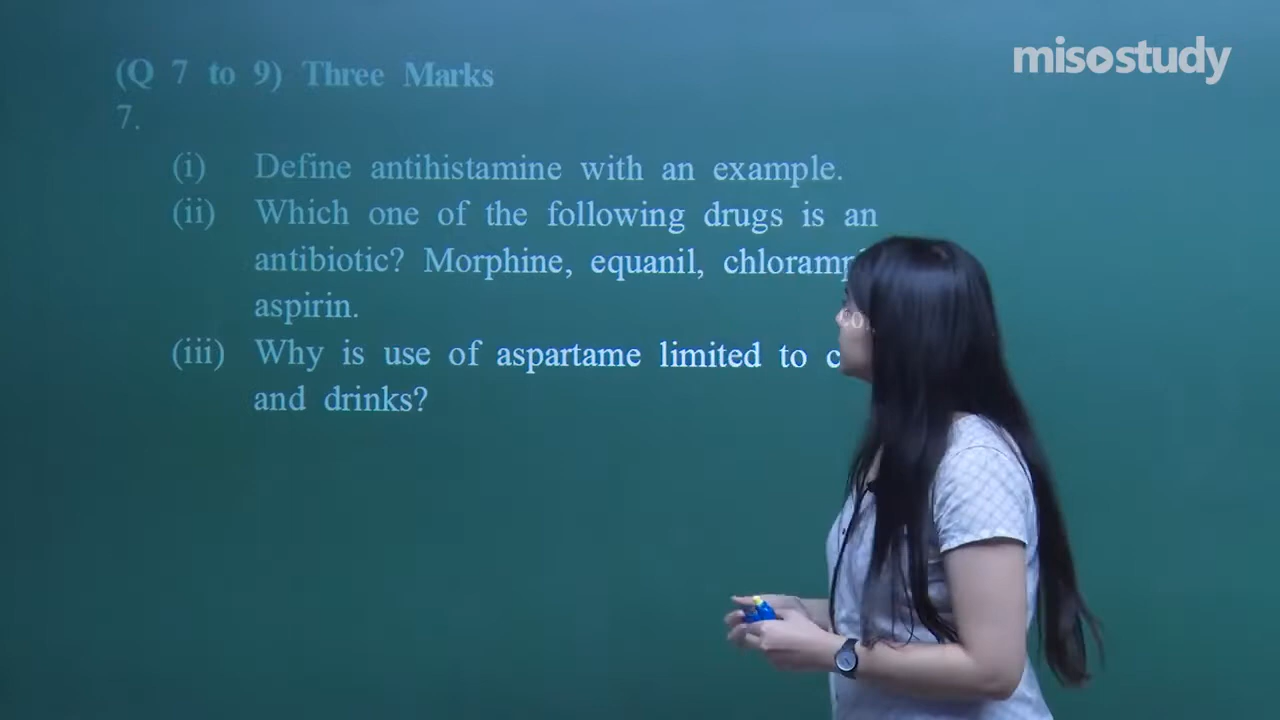 misostudy
(Q 7 to 9) Three Marks
7.
(i) Define antihistamine with an example.
(ii) Which one of the following drugs is an
antibiotic? Morphine, equanil,
aspirin.
(iii) Why is use of aspartame limited to
and drinks?